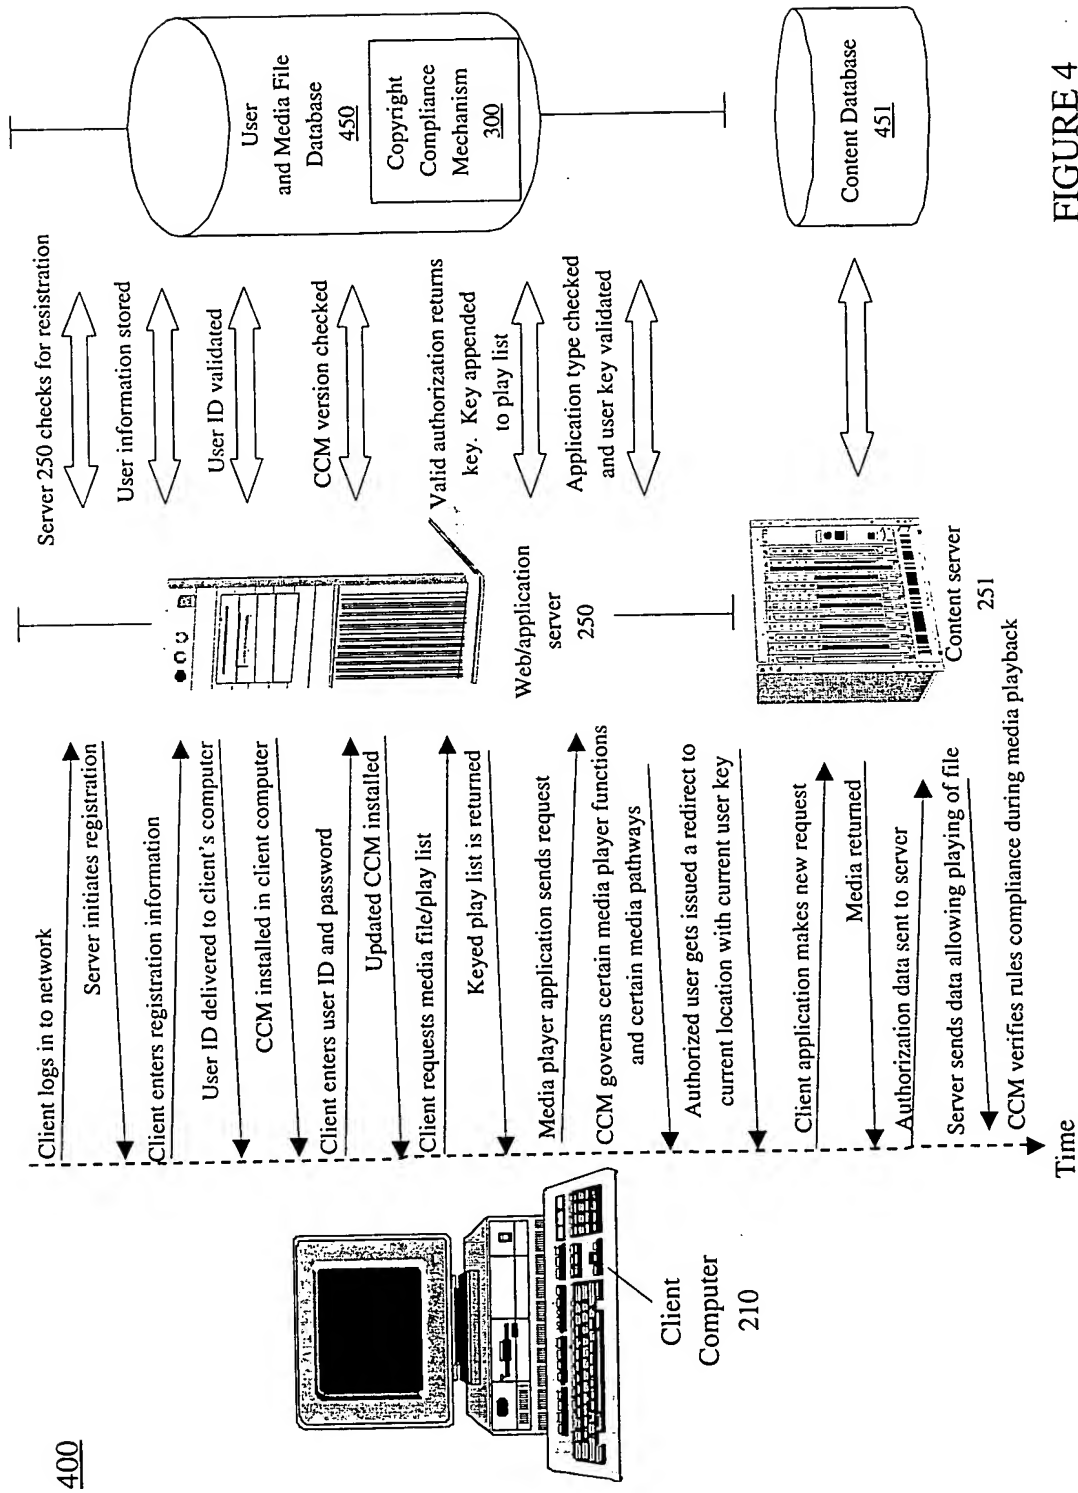 400
Client logs in to network
Server initiates registration
Client enters registration information
User ID delivered to client's computer
CCM installed in client computer
Client enters user ID and password
Updated CCM installed
Client requests media file/play list
Keyed play list is returned
Media player application sends request
CCM governs certain media player functions
and certain media pathways
Authorized user gets issued a redirect to
current location with current user key
Client application makes new request
Media returned
Authorization data sent to server
Server sends data allowing playing of file
CCM verifies rules compliance during media playback
Time
Client
Computer
210
Web/application
server
250
Content server
251
Server 250 checks for resistration
User information stored
User ID validated
CCM version checked
Valid authorization returns
key. Key appended
to play list
Application type checked
and user key validated
User
and Media File
Database
450
Copyright
Compliance
Mechanism
300
Content Database
451
FIGURE 4